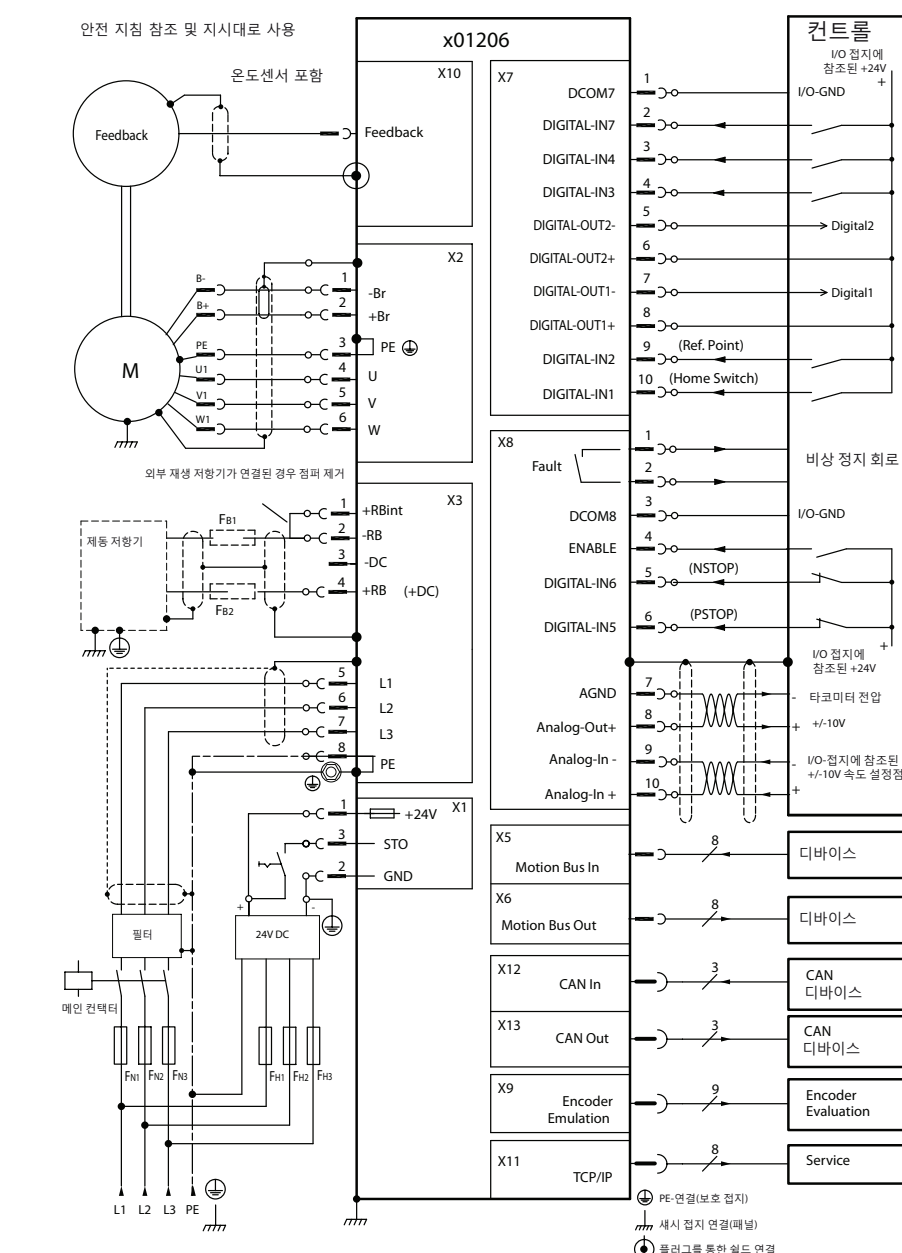 안전 지침 참조 및 지시대로 사용
x01206
컨트롤
I/O 접지에
참조된 +24V
+
온도센서 포함
X10
Feedback
Feedback
X7
DCOM7
1
I/O-GND
DIGITAL-IN7
2
DIGITAL-IN4
3
DIGITAL-IN3
4
DIGITAL-OUT2-
5
Digital2
DIGITAL-OUT2+
6
DIGITAL-OUT1-
7
Digital1
DIGITAL-OUT1+
8
DIGITAL-IN2
9
(Ref. Point)
DIGITAL-IN1
10
(Home Switch)
X2
M
B-
1
-Br
B+
2
+Br
PE
3
PE
U1
4
U
V1
5
V
W1
6
W
외부 재생 저항기가 연결된 경우 점퍼 제거
X8
Fault
1
2
비상 정지 회로
DCOM8
3
I/O-GND
ENABLE
4
DIGITAL-IN6
5
(NSTOP)
DIGITAL-IN5
6
(PSTOP)
+
I/O 접지에
참조된 +24V
AGND
7
- 타코미터 전압
Analog-Out+
8
+ +/-10V
Analog-In -
9
- I/O-접지에 참조된
+/-10V 속도 설정점
Analog-In +
10
+
X3
제동 저항기
FB1
FB2
1
+RBint
2
-RB
3
-DC
4
+RB (+DC)
5
L1
6
L2
7
L3
8
PE
X1
1
+24V
3
STO
2
GND
+
-
필터
24V DC
메인 컨택터
FN1
FN2
FN3
FH1
FH2
FH3
L1
L2
L3
PE
X5
Motion Bus In
8
디바이스
X6
Motion Bus Out
8
디바이스
X12
CAN In
3
CAN
디바이스
X13
CAN Out
3
CAN
디바이스
X9
Encoder
Emulation
9
Encoder
Evaluation
X11
TCP/IP
8
Service
PE-연결(보호 접지)
섀시 접지 연결(패널)
플러그를 통한 쉴드 연결